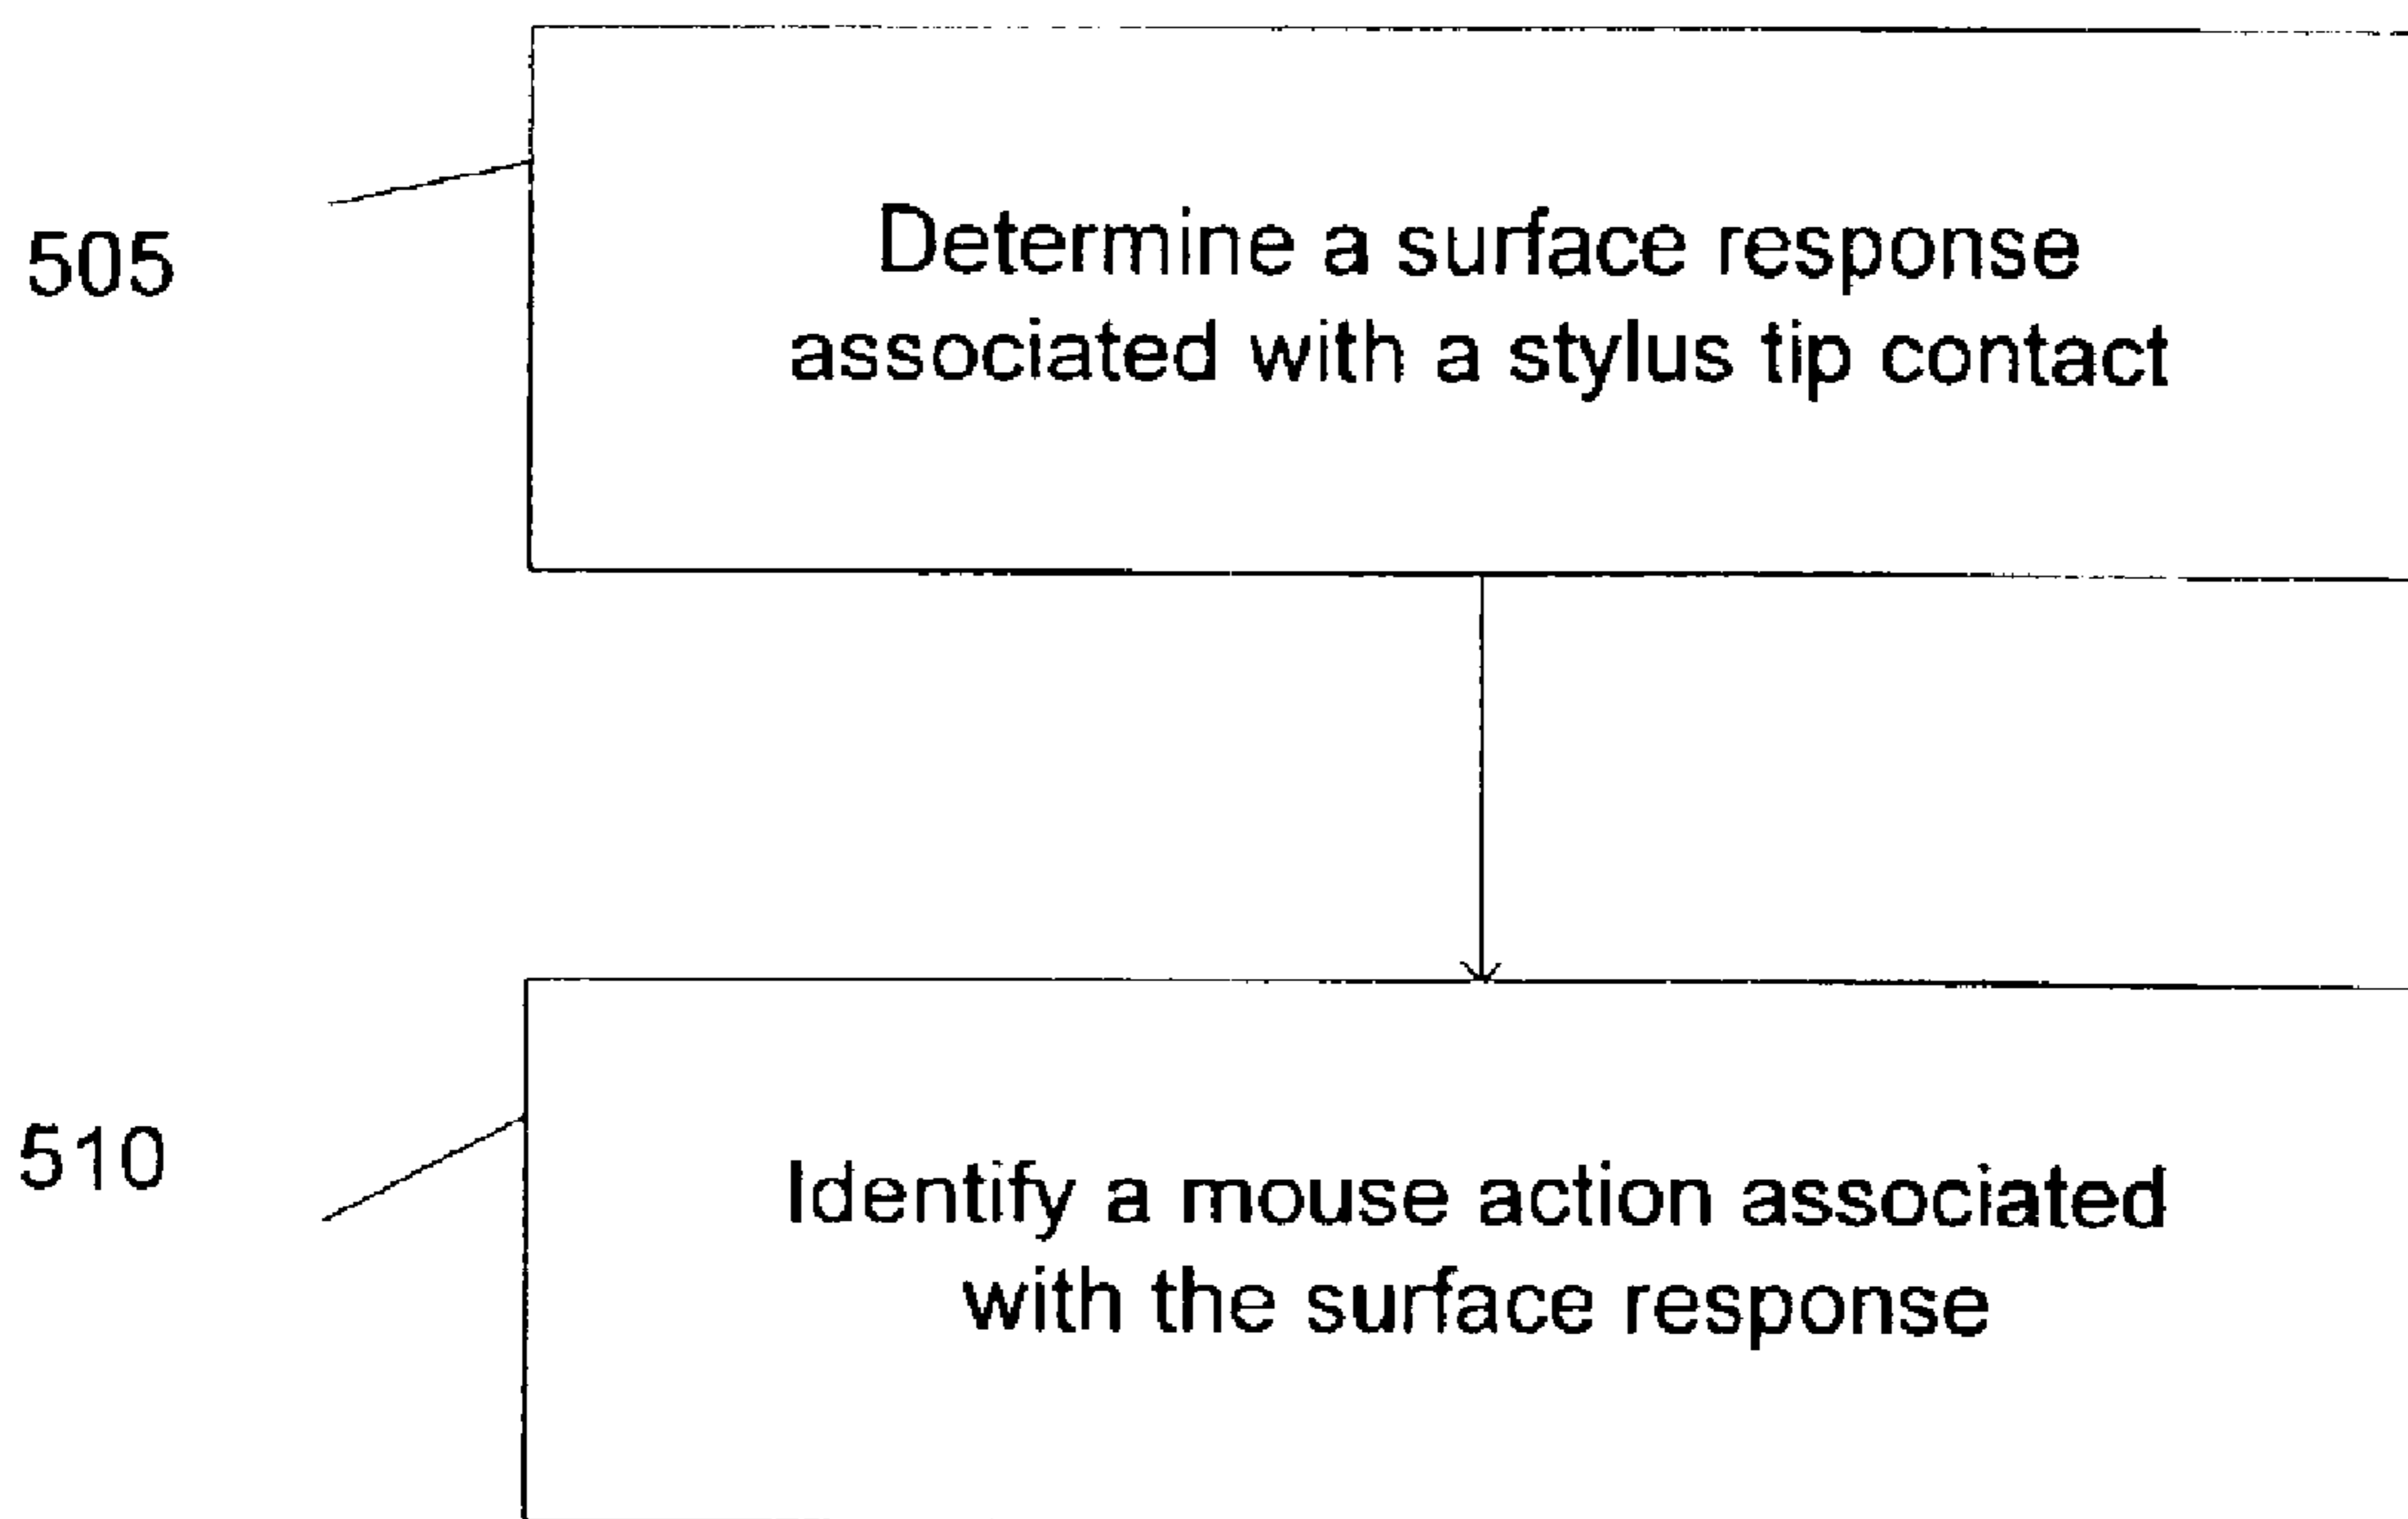 505
Determine a surface response
associated with a stylus tip contact
510
Identify a mouse action associated
with the surface response